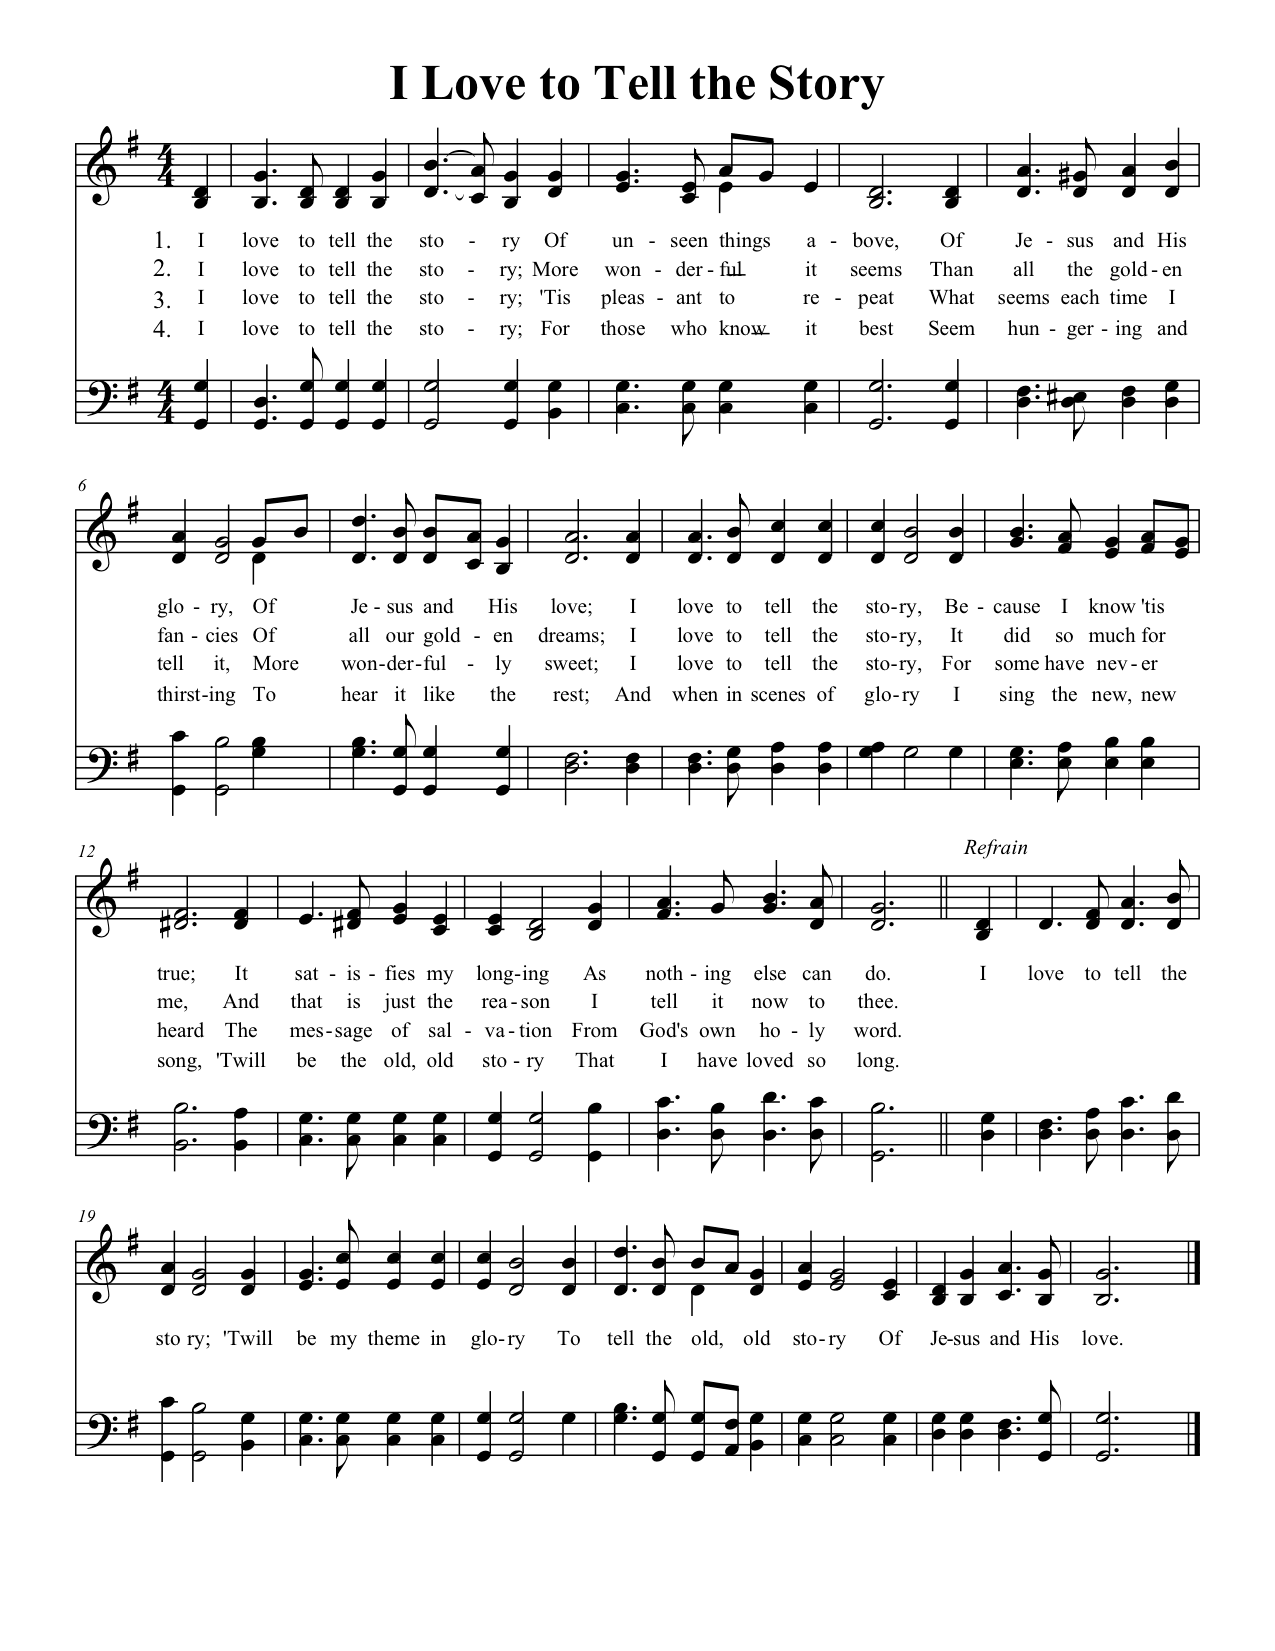 I Love to Tell the Story
4
4
1. I love to tell the sto - ry Of un - seen things a - bove, Of Je - sus and His
2. I love to tell the sto - ry; More won - der - ful it seems Than all the gold - en
3. I love to tell the sto - ry; 'Tis pleas - ant to re - peat What seems each time I
4. I love to tell the sto - ry; For those who know it best Seem hun - ger - ing and
4
4
6
glo - ry, Of Je - sus and His love; I love to tell the sto - ry, Be - cause I know 'tis
fan - cies Of all our gold - en dreams; I love to tell the sto - ry, It did so much for
tell it, More won - der - ful - ly sweet; I love to tell the sto - ry, For some have nev - er
thirst - ing To hear it like the rest; And when in scenes of glo - ry I sing the new, new
12
Refrain
true; It sat - is - fies my long - ing As noth - ing else can do. I love to tell the
me, And that is just the rea - son I tell it now to thee.
heard The mes - sage of sal - va - tion From God's own ho - ly word.
song, 'Twill be the old, old sto - ry That I have loved so long.
19
sto ry; 'Twill be my theme in glo - ry To tell the old, old sto - ry Of Je - sus and His love.